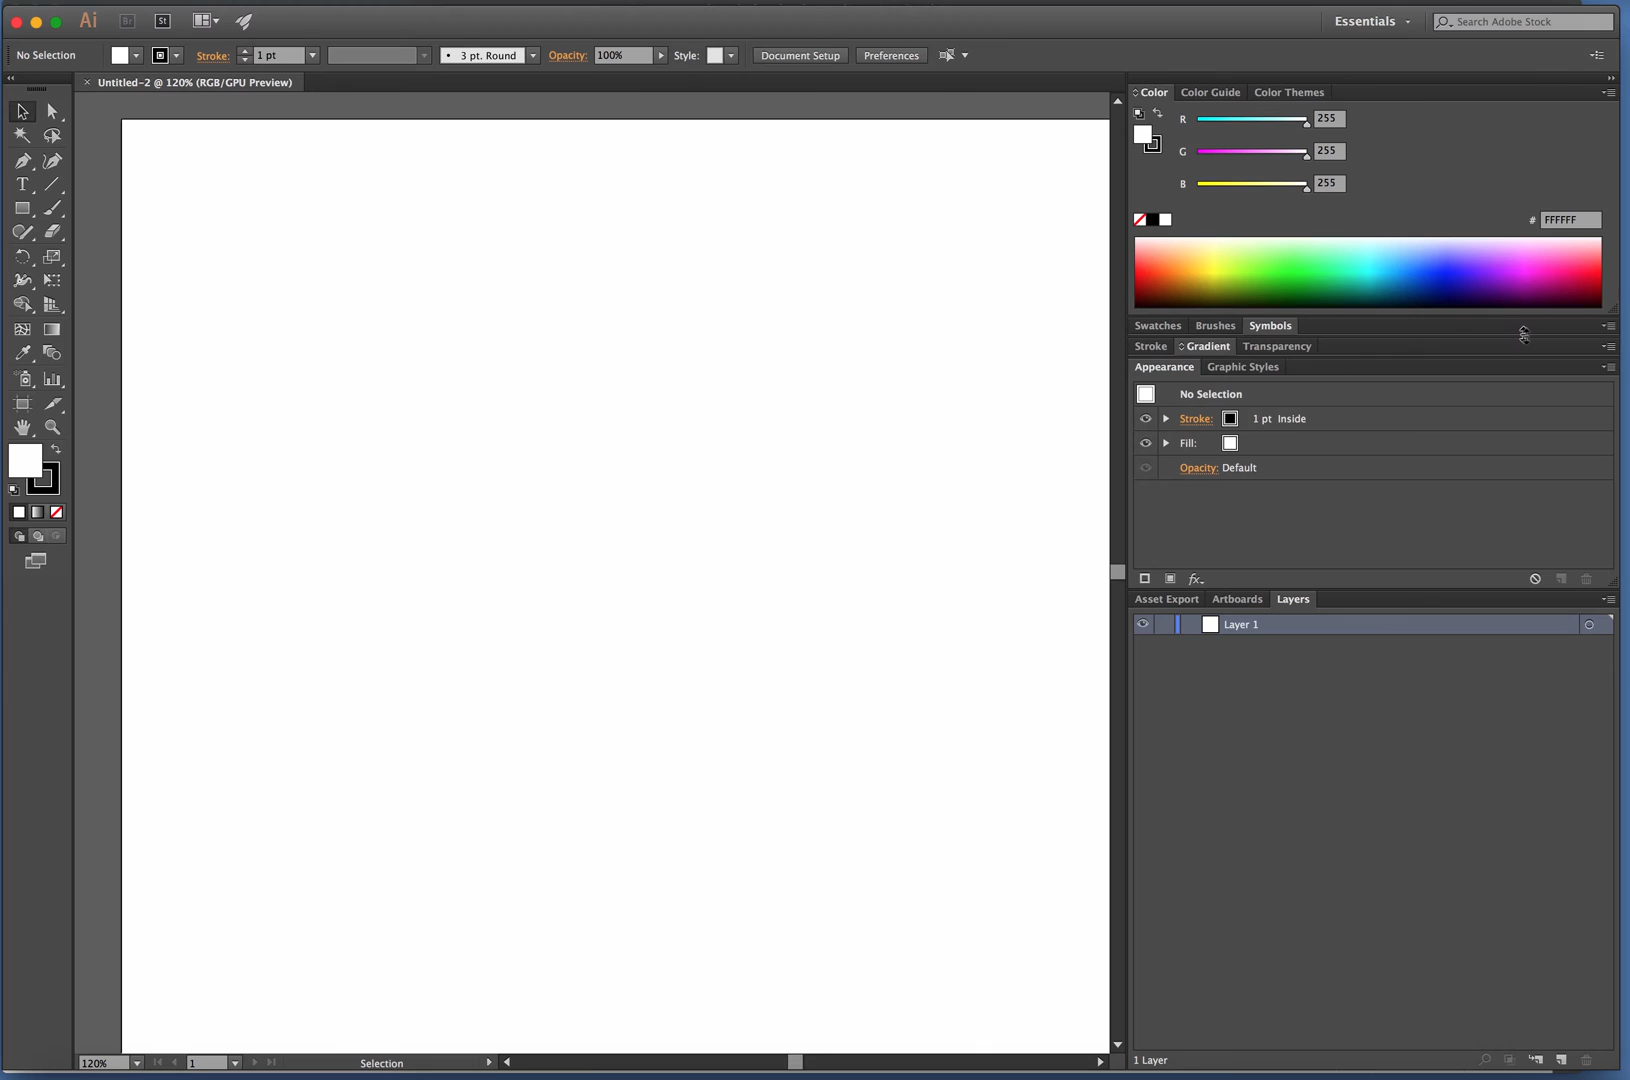 Ai Br St Essentials Search Adobe Stock
No Selection Stroke: 1 pt 3 pt. Round Opacity: 100% Style: Document Setup Preferences
× Untitled-2 @ 120% (RGB/GPU Preview)
Color Color Guide Color Themes
R 255
G 255
B 255
# FFFFFF
Swatches Brushes Symbols
Stroke Gradient Transparency
Appearance Graphic Styles
No Selection
Stroke: 1 pt Inside
Fill:
Opacity: Default
fx
Asset Export Artboards Layers
Layer 1
T
120% 1 Selection
1 Layer